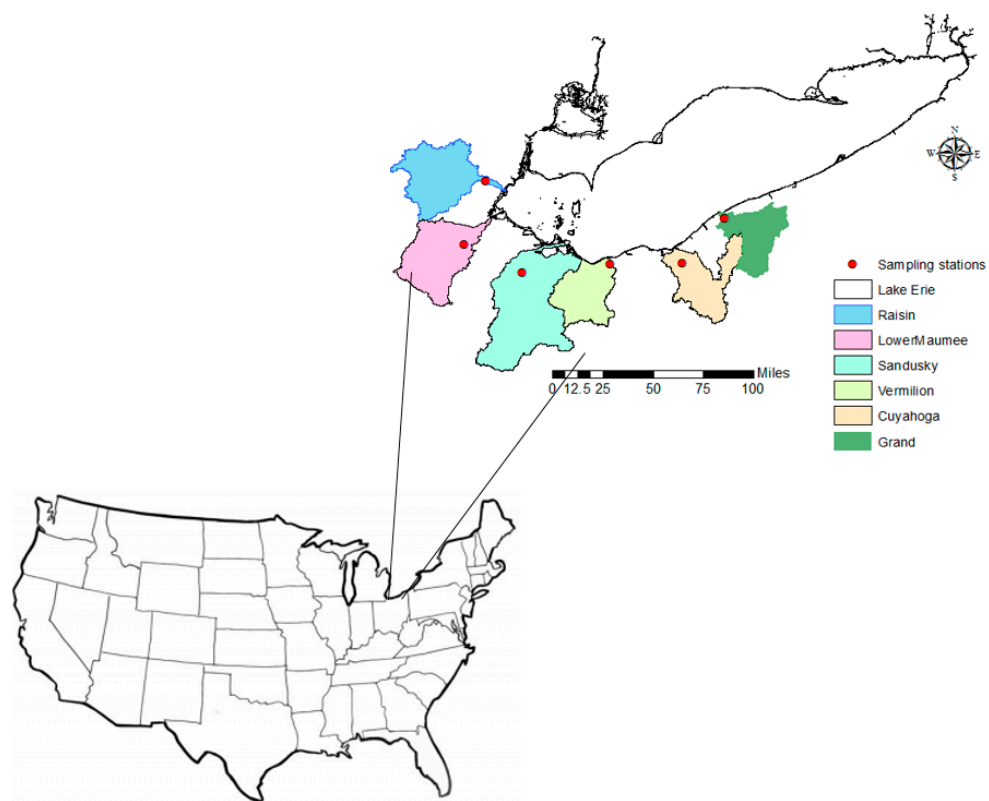 N
W E
S
Sampling stations
Lake Erie
Raisin
LowerMaumee
Sandusky
Vermilion
Cuyahoga
Grand
Miles
0 12.5 25 50 75 100